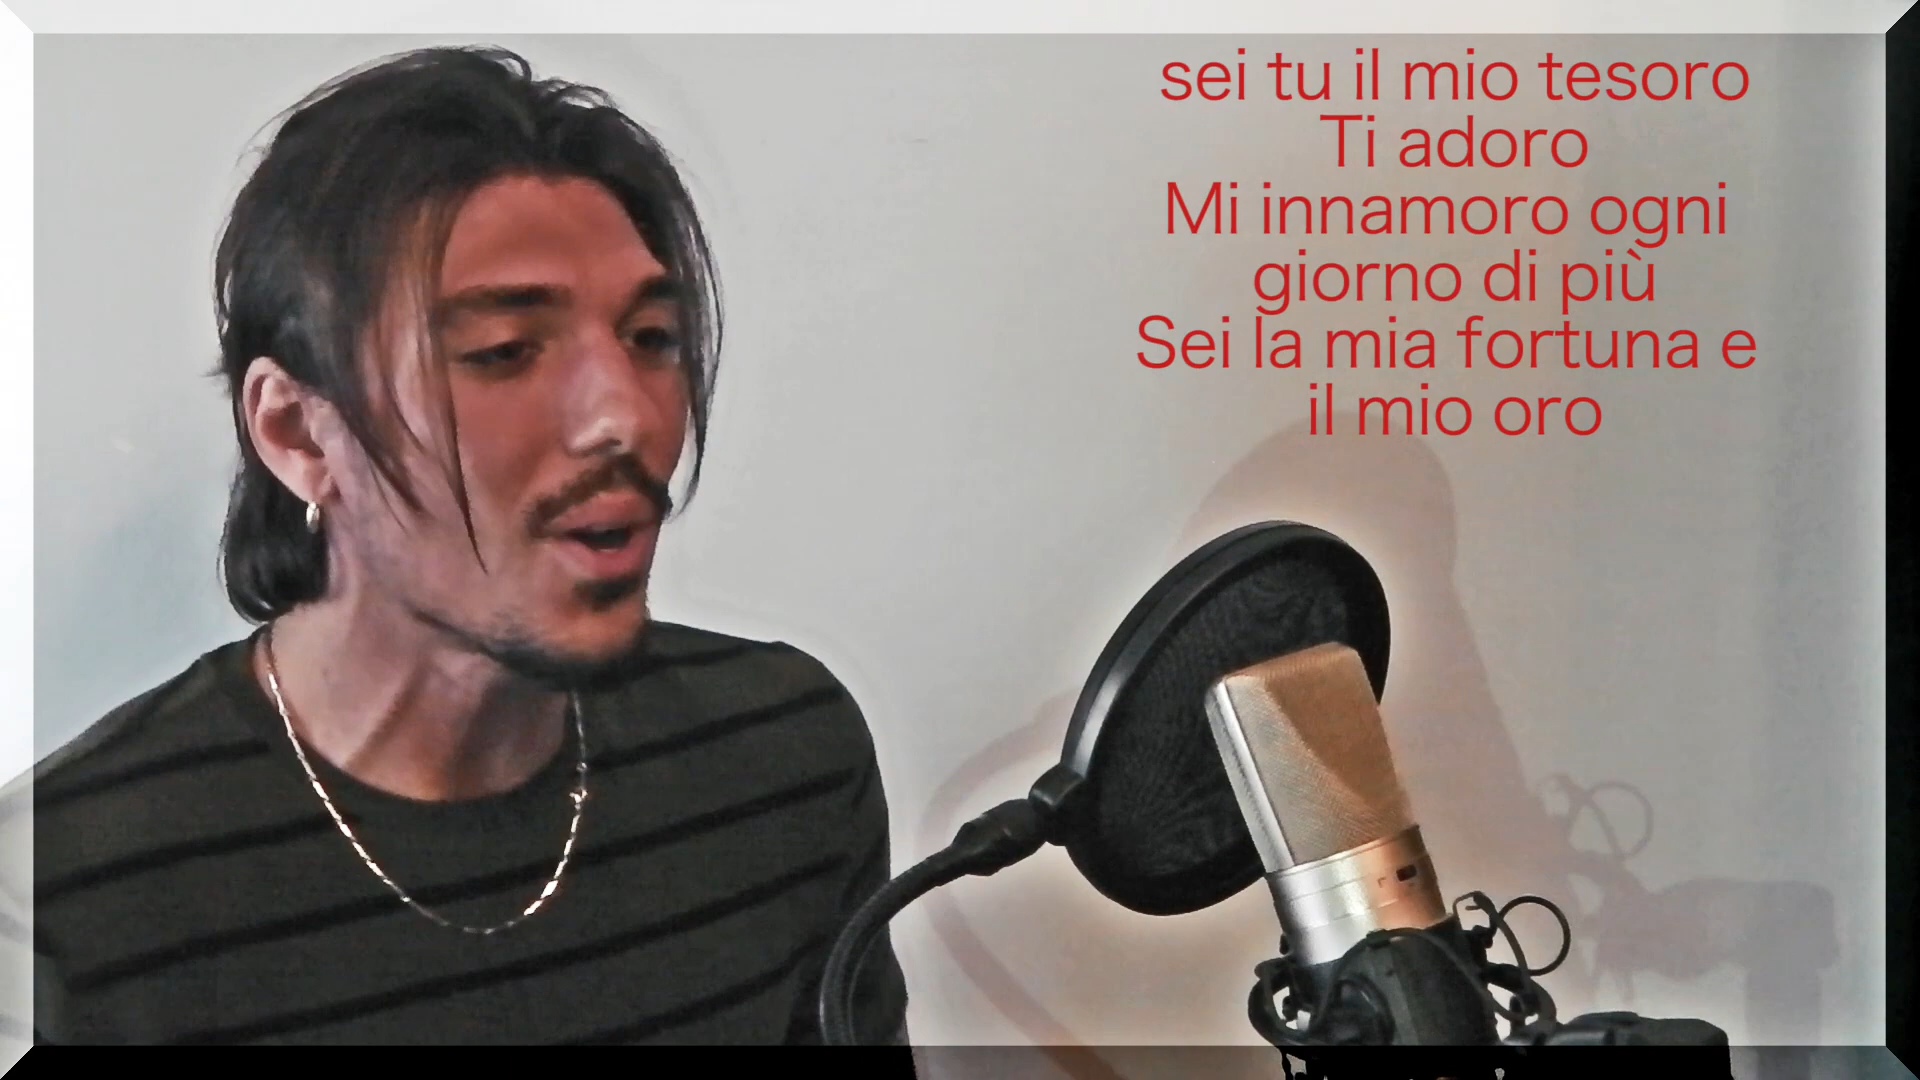 sei tu il mio tesoro
Ti adoro
Mi innamoro ogni
giorno di più
Sei la mia fortuna e
il mio oro